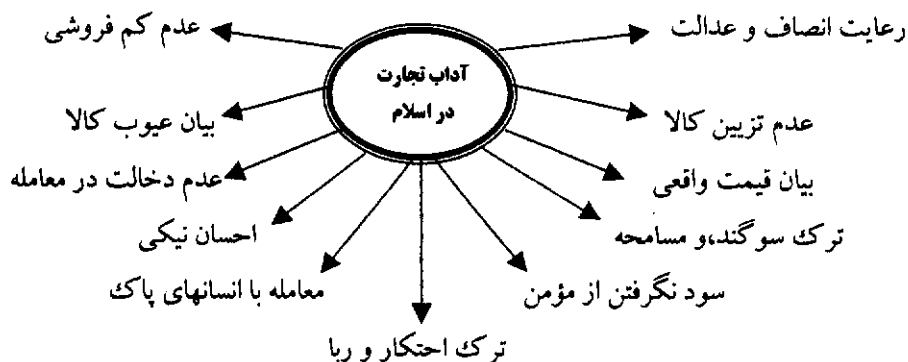 رعایت انصاف و عدالت
عدم کم فروشی
آداب تجارت
در اسلام
عدم تزیین کالا
بیان عیوب کالا
بیان قیمت واقعی
عدم دخالت در معامله
ترک سوگند،و مسامحه
احسان نیکی
سود نگرفتن از مؤمن
معامله با انسانهای پاک
ترک احتکار و ربا